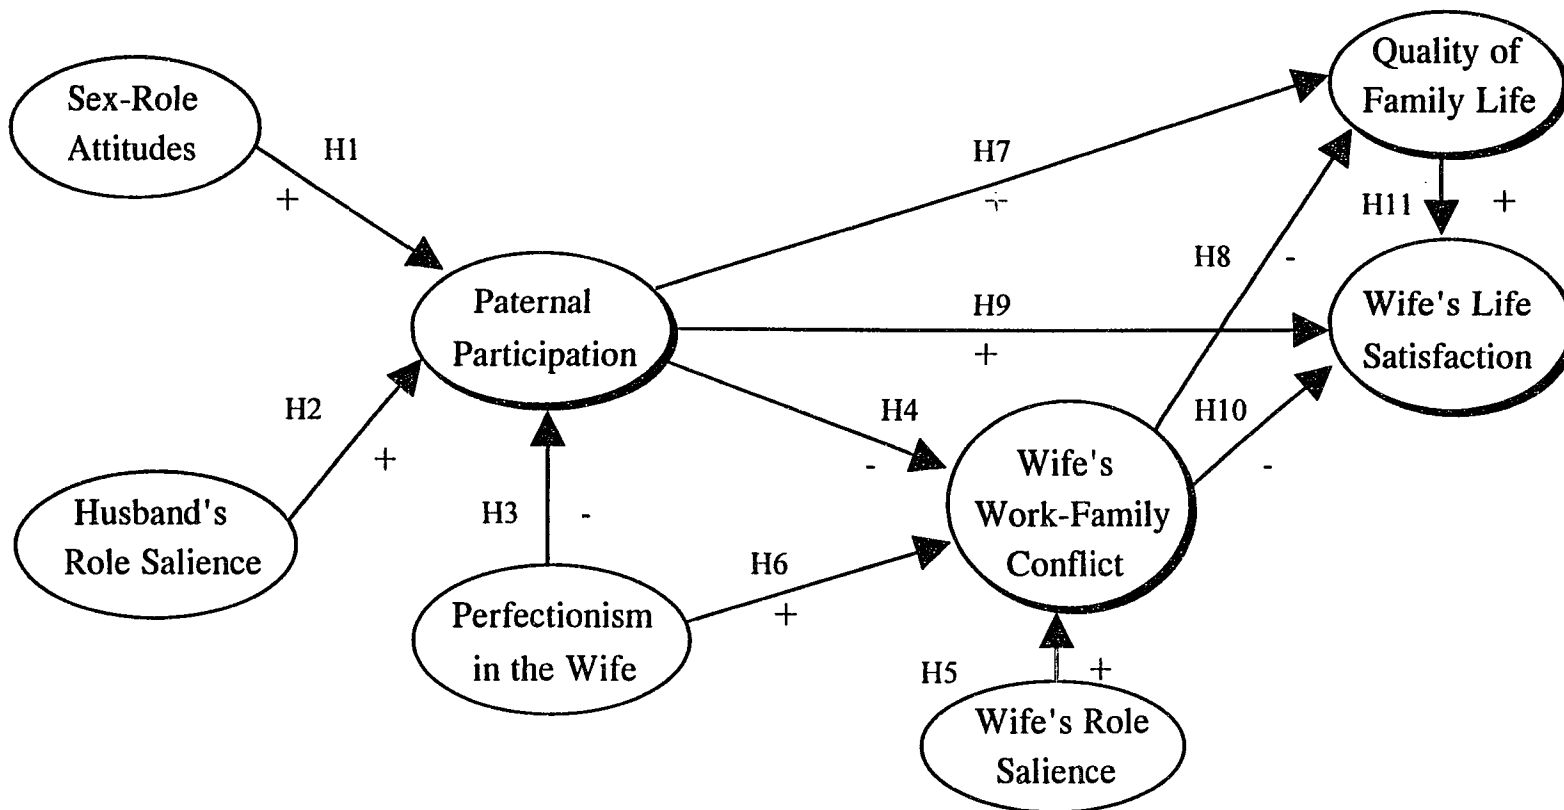 Quality of
Family Life
Sex-Role
Attitudes
H1
+
H7
+
H11
+
H8
-
Paternal
Participation
H9
+
Wife's Life
Satisfaction
H2
+
H4
-
H10
-
Husband's
Role Salience
H3
-
Wife's
Work-Family
Conflict
H6
+
Perfectionism
in the Wife
H5
+
Wife's Role
Salience